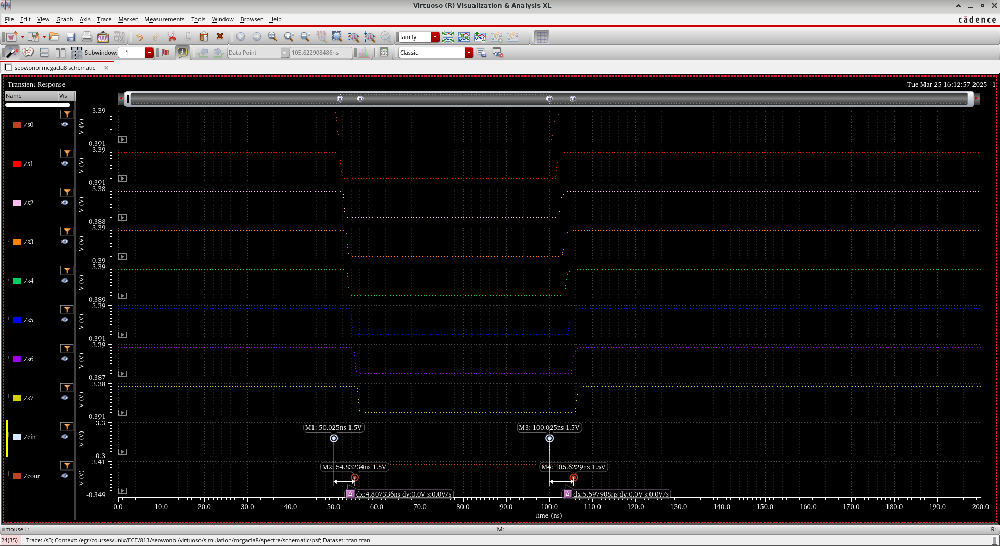 Virtuoso (R) Visualization & Analysis XL
File Edit View Graph Axis Trace Marker Measurements Tools Window Browser Help
cādence
family
Subwindow: 1 Data Point 105.622908486ns Classic
seowonbi mcgacla8 schematic
Transient Response Tue Mar 25 16:12:57 2025 1
Name Vis
3.39
/s0 V (V)
-0.391
3.39
/s1 V (V)
-0.391
3.38
/s2 V (V)
-0.388
3.39
/s3 V (V)
-0.39
3.39
/s4 V (V)
-0.389
3.39
/s5 V (V)
-0.391
3.39
/s6 V (V)
-0.387
3.38
/s7 V (V)
-0.391
3.3
M1: 50.025ns 1.5V M3: 100.025ns 1.5V
/cin V (V)
-0.3
3.41
M2: 54.83234ns 1.5V M4: 105.6229ns 1.5V
/cout V (V)
-0.349
Δ dx:4.807336ns dy:0.0V s:0.0V/s Δ dx:5.597908ns dy:0.0V s:0.0V/s
0.0 10.0 20.0 30.0 40.0 50.0 60.0 70.0 80.0 90.0 100.0 110.0 120.0 130.0 140.0 150.0 160.0 170.0 180.0 190.0 200.0
time (ns)
mouse L: M: R:
24(35) Trace: /s3; Context: /egr/courses/unix/ECE/813/seowonbi/virtuoso/simulation/mcgacla8/spectre/schematic/psf; Dataset: tran-tran